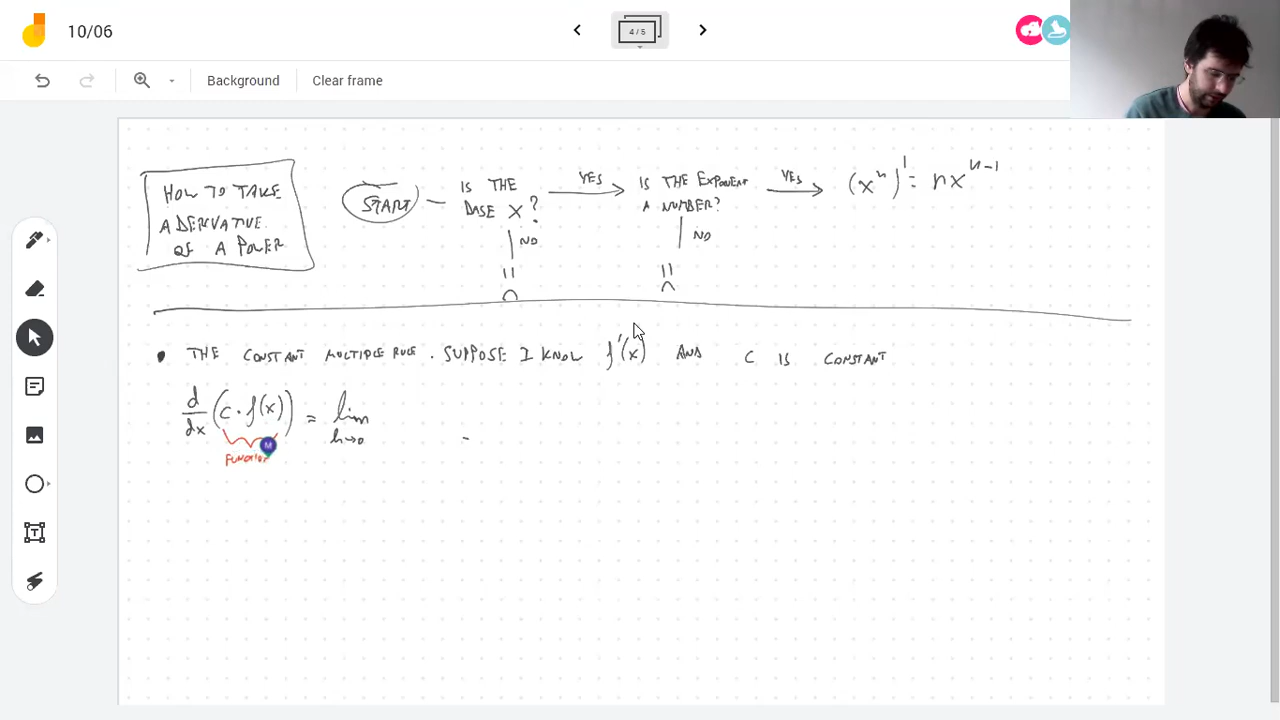 10/06
4 / 5
Background
Clear frame
HOW TO TAKE
A DERIVATIVE
OF A POWER
START
IS THE
BASE X?
YES
NO
IS THE EXPONENT
A NUMBER?
YES
NO
(xⁿ)' = nxⁿ⁻¹
• THE CONSTANT MULTIPLE RULE. SUPPOSE I KNOW f'(x) AND C IS CONSTANT
d/dx (c · f(x)) = lim h→0 -
FUNCTION
M